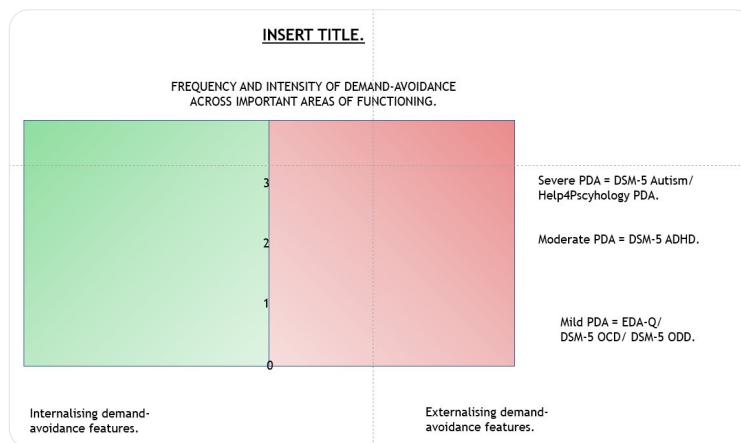 INSERT TITLE.
FREQUENCY AND INTENSITY OF DEMAND-AVOIDANCE
ACROSS IMPORTANT AREAS OF FUNCTIONING.
3
Severe PDA = DSM-5 Autism/
Help4Pscyhology PDA.
2
Moderate PDA = DSM-5 ADHD.
1
Mild PDA = EDA-Q/
DSM-5 OCD/ DSM-5 ODD.
0
Internalising demand-
avoidance features.
Externalising demand-
avoidance features.